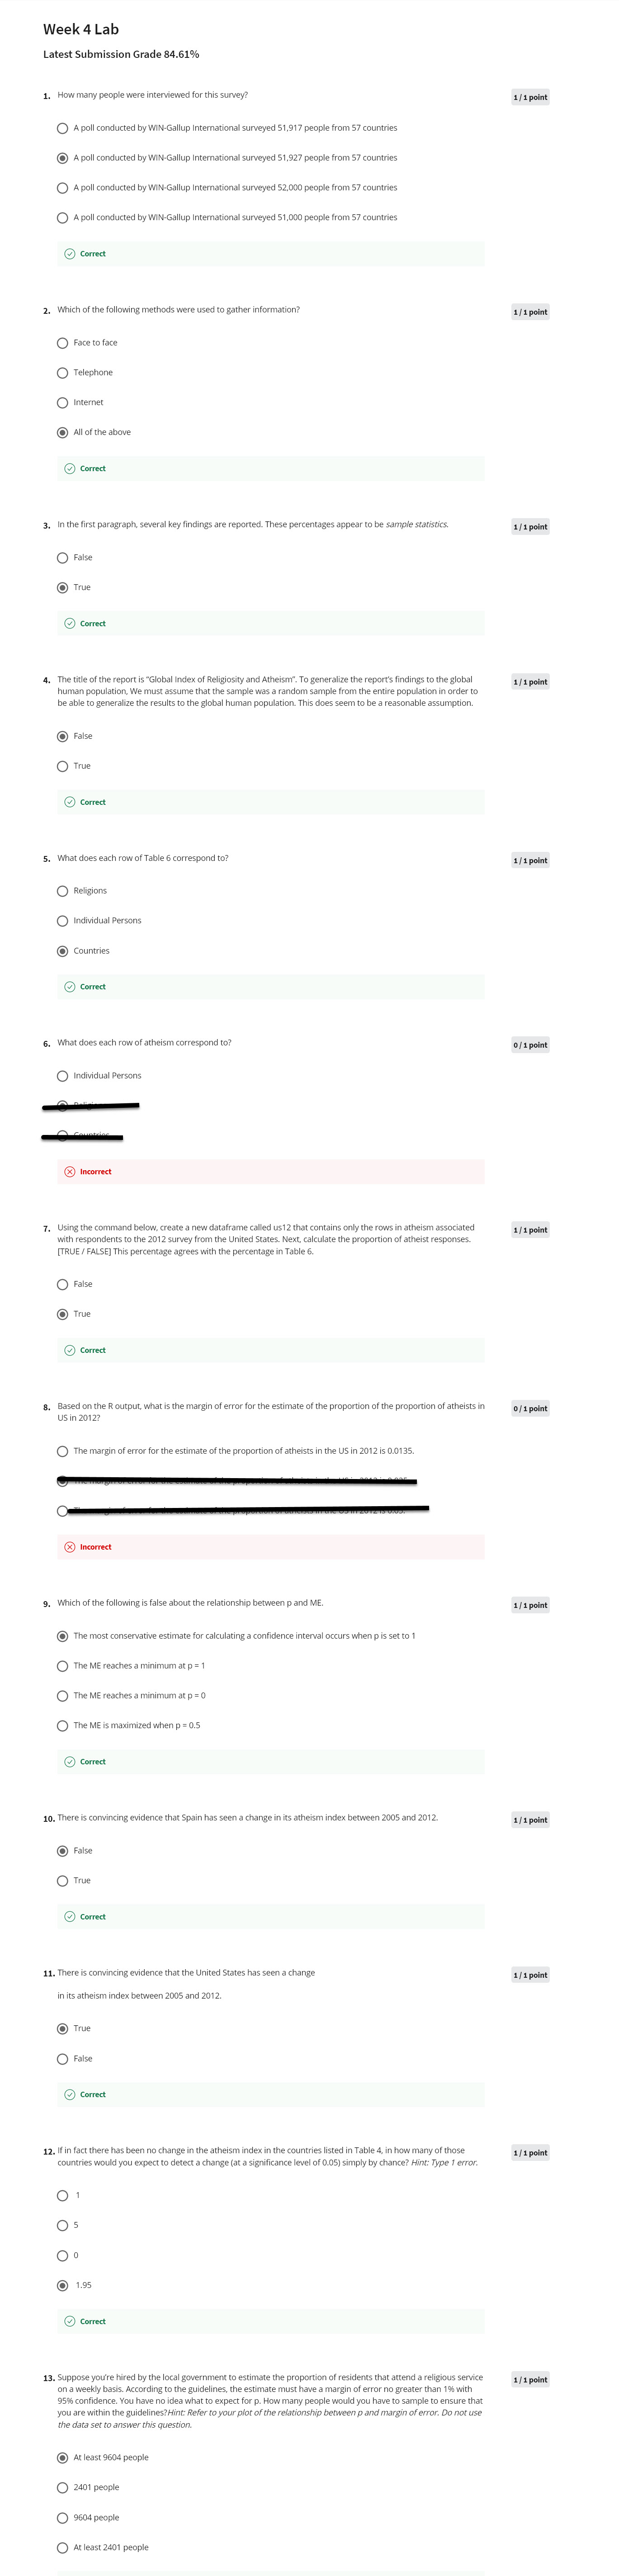 Week 4 Lab
Latest Submission Grade 84.61%
1. How many people were interviewed for this survey?
1 / 1 point
A poll conducted by WIN-Gallup International surveyed 51,917 people from 57 countries
A poll conducted by WIN-Gallup International surveyed 51,927 people from 57 countries
A poll conducted by WIN-Gallup International surveyed 52,000 people from 57 countries
A poll conducted by WIN-Gallup International surveyed 51,000 people from 57 countries
Correct
2. Which of the following methods were used to gather information?
1 / 1 point
Face to face
Telephone
Internet
All of the above
Correct
3. In the first paragraph, several key findings are reported. These percentages appear to be sample statistics.
1 / 1 point
False
True
Correct
4. The title of the report is "Global Index of Religiosity and Atheism". To generalize the report's findings to the global
human population, We must assume that the sample was a random sample from the entire population in order to
be able to generalize the results to the global human population. This does seem to be a reasonable assumption.
1 / 1 point
False
True
Correct
5. What does each row of Table 6 correspond to?
1 / 1 point
Religions
Individual Persons
Countries
Correct
6. What does each row of atheism correspond to?
0 / 1 point
Individual Persons
Countries
Incorrect
7. Using the command below, create a new dataframe called us12 that contains only the rows in atheism associated
with respondents to the 2012 survey from the United States. Next, calculate the proportion of atheist responses.
[TRUE / FALSE] This percentage agrees with the percentage in Table 6.
1 / 1 point
False
True
Correct
8. Based on the R output, what is the margin of error for the estimate of the proportion of the proportion of atheists in
US in 2012?
0 / 1 point
The margin of error for the estimate of the proportion of atheists in the US in 2012 is 0.0135.
Incorrect
9. Which of the following is false about the relationship between p and ME.
1 / 1 point
The most conservative estimate for calculating a confidence interval occurs when p is set to 1
The ME reaches a minimum at p = 1
The ME reaches a minimum at p = 0
The ME is maximized when p = 0.5
Correct
10. There is convincing evidence that Spain has seen a change in its atheism index between 2005 and 2012.
1 / 1 point
False
True
Correct
11. There is convincing evidence that the United States has seen a change
in its atheism index between 2005 and 2012.
1 / 1 point
True
False
Correct
12. If in fact there has been no change in the atheism index in the countries listed in Table 4, in how many of those
countries would you expect to detect a change (at a significance level of 0.05) simply by chance? Hint: Type 1 error.
1 / 1 point
1
5
0
1.95
Correct
13. Suppose you're hired by the local government to estimate the proportion of residents that attend a religious service
on a weekly basis. According to the guidelines, the estimate must have a margin of error no greater than 1% with
95% confidence. You have no idea what to expect for p. How many people would you have to sample to ensure that
you are within the guidelines?Hint: Refer to your plot of the relationship between p and margin of error. Do not use
the data set to answer this question.
1 / 1 point
At least 9604 people
2401 people
9604 people
At least 2401 people